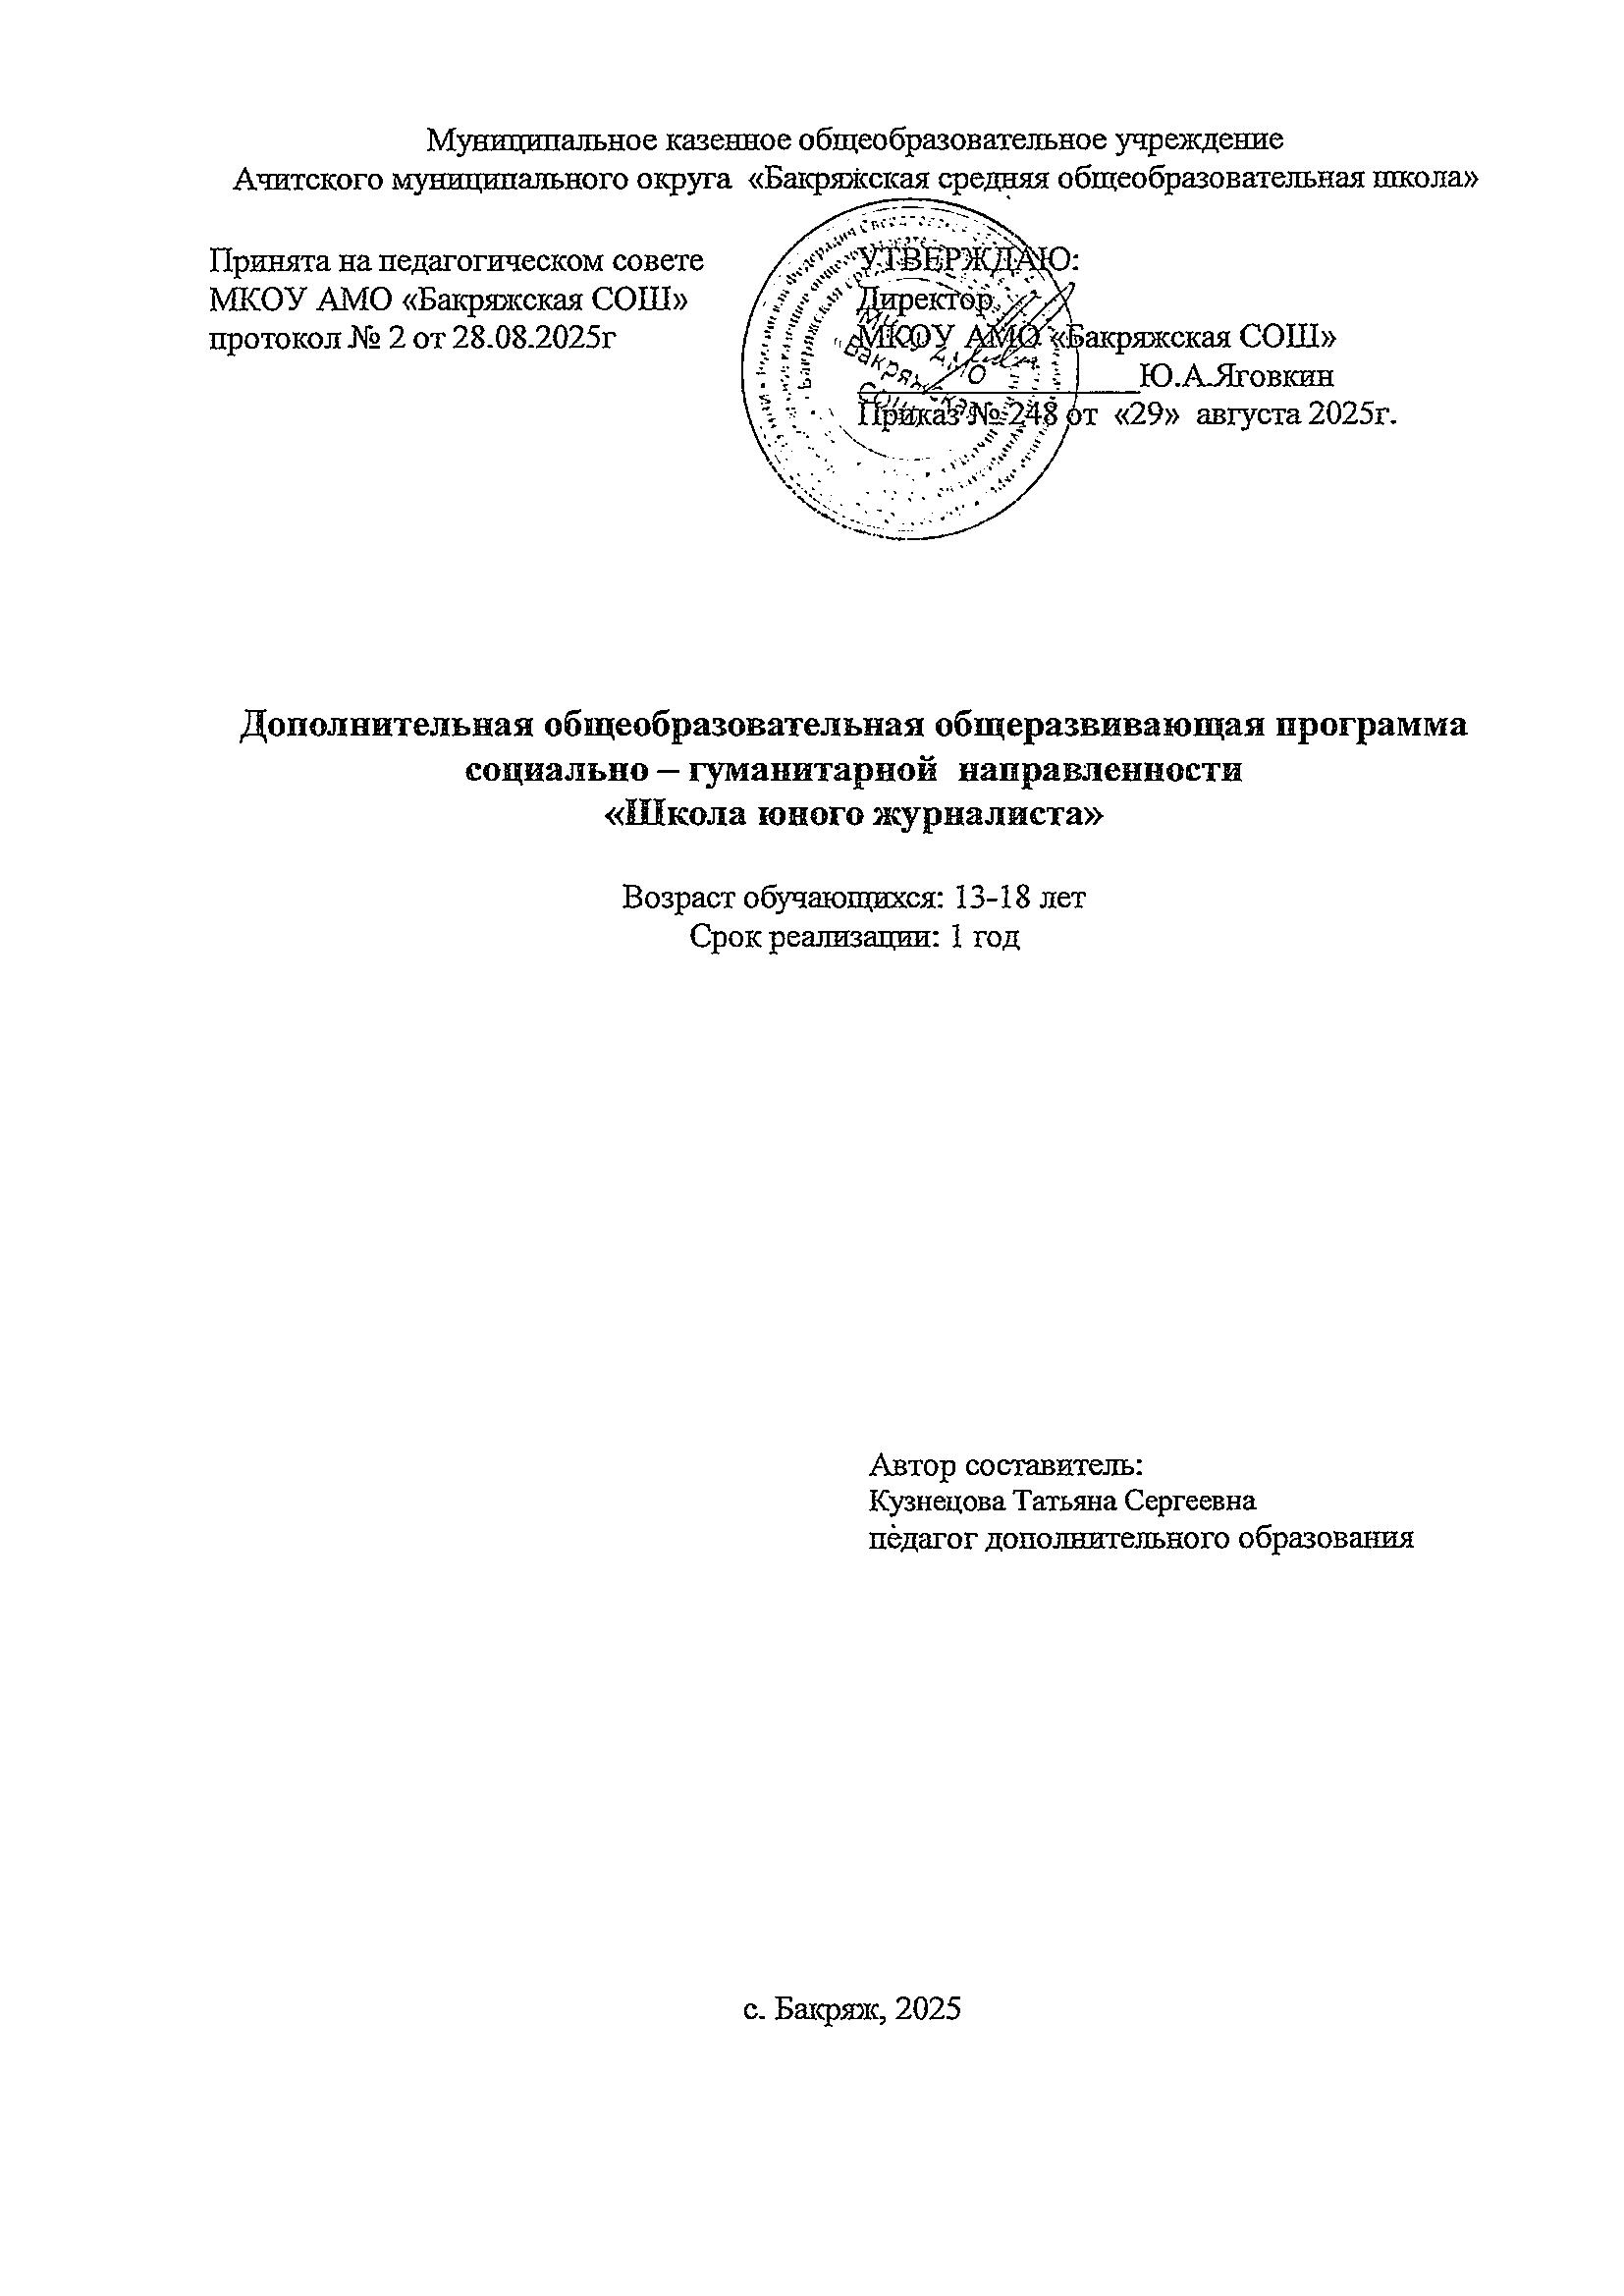 Муниципальное казенное общеобразовательное учреждение
Ачитского муниципального округа «Бакряжская средняя общеобразовательная школа»
Принята на педагогическом совете
МКОУ АМО «Бакряжская СОШ»
протокол № 2 от 28.08.2025г
УТВЕРЖДАЮ:
Директор
МКОУ АМО «Бакряжская СОШ»
Ю.А.Яговкин
Приказ № 248 от «29» августа 2025г.
Дополнительная общеобразовательная общеразвивающая программа
социально – гуманитарной направленности
«Школа юного журналиста»
Возраст обучающихся: 13-18 лет
Срок реализации: 1 год
Автор составитель:
Кузнецова Татьяна Сергеевна
педагог дополнительного образования
с. Бакряж, 2025